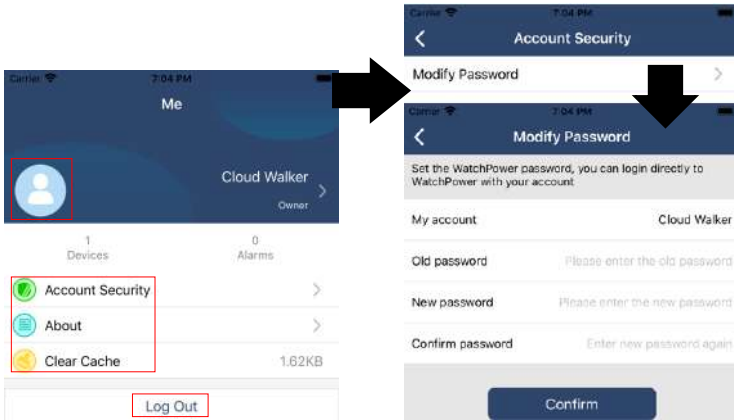 Carrier 7:04 PM
Me
Cloud Walker
Owner
1
Devices
0
Alarms
Account Security
About
Clear Cache 1.62KB
Log Out
Carrier 7:04 PM
Account Security
Modify Password
Carrier 7:04 PM
Modify Password
Set the WatchPower password, you can login directly to
WatchPower with your account
My account Cloud Walker
Old password Please enter the old password
New password Please enter the new password
Confirm password Enter new password again
Confirm